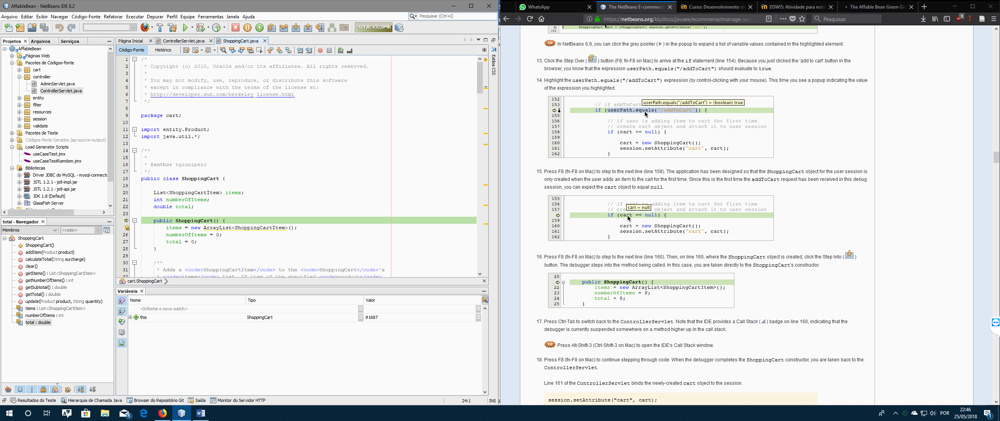 AffableBean - NetBeans IDE 8.2
Arquivo Editar Exibir Navegar Código-Fonte Refatorar Executar Depurar Perfil Equipe Ferramentas Janela Ajuda
Pesquisar (Ctrl+I)
321,8/432,0MB
Projetos Arquivos Serviços
AffableBean
Páginas Web
Pacotes de Códigos-fonte
cart
controller
AdminServlet.java
ControllerServlet.java
entity
filter
resources
session
validate
Pacotes de Teste
Códigos-fonte Gerados (ap-source-output)
Load Generator Scripts
useCaseTest.jmx
useCaseTestRamdom.jmx
Bibliotecas
Driver JDBC do MySQL - mysql-connecto
JSTL 1.2.1 - jstl-impl.jar
JSTL 1.2.1 - jstl-api.jar
JDK 1.8 (Default)
GlassFish Server
total - Navegador
Membros <vazio>
ShoppingCart
ShoppingCart()
addItem(Product product)
calculateTotal(String surcharge)
clear()
getItems() : List<ShoppingCartItem>
getNumberOfItems() : int
getSubtotal() : double
getTotal() : double
update(Product product, String quantity)
items : List<ShoppingCartItem>
numberOfItems : int
total : double
Página Inicial ControllerServlet.java ShoppingCart.java
Código-Fonte Histórico
Estilos CSS
1 /*
2 * Copyright (c) 2010, Oracle and/or its affiliates. All rights reserved.
3 *
4 * You may not modify, use, reproduce, or distribute this software
5 * except in compliance with the terms of the license at:
6 * http://developer.sun.com/berkeley_license.html
7 */
8
9 package cart;
10
11 import entity.Product;
12 import java.util.*;
13
14 /**
15 *
16 * @author tgiunipero
17 */
18 public class ShoppingCart {
19
20 List<ShoppingCartItem> items;
21 int numberOfItems;
22 double total;
23
public ShoppingCart() {
items = new ArrayList<ShoppingCartItem>();
26 numberOfItems = 0;
27 total = 0;
28 }
29
30 /**
31 * Adds a <code>ShoppingCartItem</code> to the <code>ShoppingCart</code>'s
32 * <code>items</code> list. If item of the specified <code>product</code>
cart.ShoppingCart
Variáveis
Nome Tipo Valor
<Informe o novo watch>
this ShoppingCart #1687
Resultados do Teste Hierarquia de Chamada Java Browser do Repositório Git Saída Monitor do Servidor HTTP
24:1 INS
WhatsApp The NetBeans E-commerce Curso: Desenvolvimento de DSWI5: Atividade para nota The Affable Bean Green Gro
https://netbeans.org/kb/docs/javaee/ecommerce/manage-sess Pesquisar
ShoppingCart cart = (ShoppingCart) session.getAttribute("cart");
152
TIP In NetBeans 6.9, you can click the grey pointer ( ) in the popup to expand a list of variable values contained in the highlighted element.
13. Click the Step Over ( ) button (F8; fn-F8 on Mac) to arrive at the if statement (line 154). Because you just clicked the 'add to cart' button in the
browser, you know that the expression userPath.equals("/addToCart") should evaluate to true.
14. Highlight the userPath.equals("/addToCart") expression (by control-clicking with your mouse). This time you see a popup indicating the value
of the expression you highlighted.
152
userPath.equals("/addToCart") = (boolean) true
153 // if addToCart
if (userPath.equals("/addToCart")) {
155
156 // if user is adding item to cart for first time
157 // create cart object and attach it to user session
158 if (cart == null) {
159
160 cart = new ShoppingCart();
161 session.setAttribute("cart", cart);
162 }
15. Press F8 (fn-F8 on Mac) to step to the next line (line 158). The application has been designed so that the ShoppingCart object for the user session is
only created when the user adds an item to the cart for the first time. Since this is the first time the addToCart request has been received in this debug
session, you can expect the cart object to equal null.
155
156 // if user is adding item to cart for first time
cart = null
157 // cre object and attach it to user session
if (cart == null) {
159
160 cart = new ShoppingCart();
161 session.setAttribute("cart", cart);
162 }
16. Press F8 (fn-F8 on Mac) to step to the next line (line 160). Then, on line 160, where the ShoppingCart object is created, click the Step Into ( )
button. The debugger steps into the method being called. In this case, you are taken directly to the ShoppingCart's constructor.
20
public ShoppingCart() {
22 items = new ArrayList<ShoppingCartItem>();
23 numberOfItems = 0;
24 total = 0;
25 }
17. Press Ctrl-Tab to switch back to the ControllerServlet. Note that the IDE provides a Call Stack ( ) badge on line 160, indicating that the
debugger is currently suspended somewhere on a method higher up in the call stack.
TIP Press Alt-Shift-3 (Ctrl-Shift-3 on Mac) to open the IDE's Call Stack window.
18. Press F8 (fn-F8 on Mac) to continue stepping through code. When the debugger completes the ShoppingCart constructor, you are taken back to the
ControllerServlet.
Line 161 of the ControllerServlet binds the newly-created cart object to the session.
session.setAttribute("cart", cart);
5
POR 22:46
25/05/2018
1